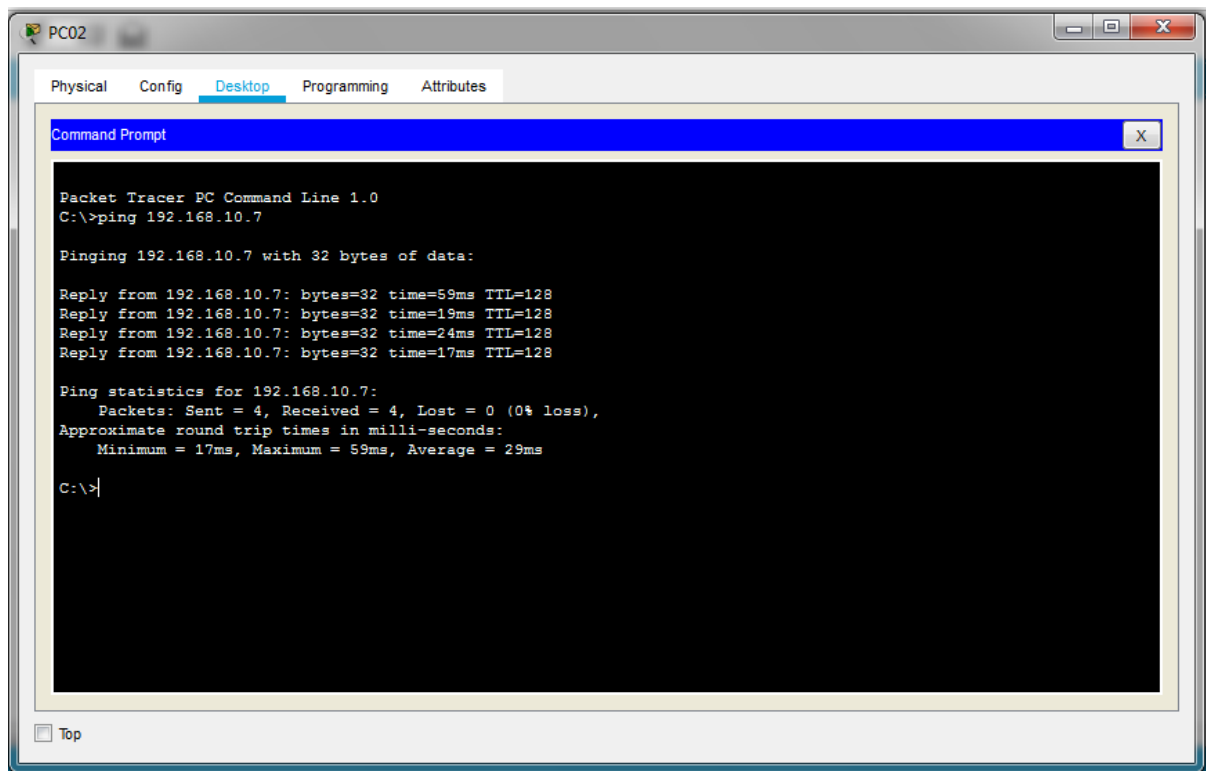 PC02
X
Physical Config Desktop Programming Attributes
Command Prompt
X
Packet Tracer PC Command Line 1.0
C:\>ping 192.168.10.7
Pinging 192.168.10.7 with 32 bytes of data:
Reply from 192.168.10.7: bytes=32 time=59ms TTL=128
Reply from 192.168.10.7: bytes=32 time=19ms TTL=128
Reply from 192.168.10.7: bytes=32 time=24ms TTL=128
Reply from 192.168.10.7: bytes=32 time=17ms TTL=128
Ping statistics for 192.168.10.7:
Packets: Sent = 4, Received = 4, Lost = 0 (0% loss),
Approximate round trip times in milli-seconds:
Minimum = 17ms, Maximum = 59ms, Average = 29ms
C:\>
Top